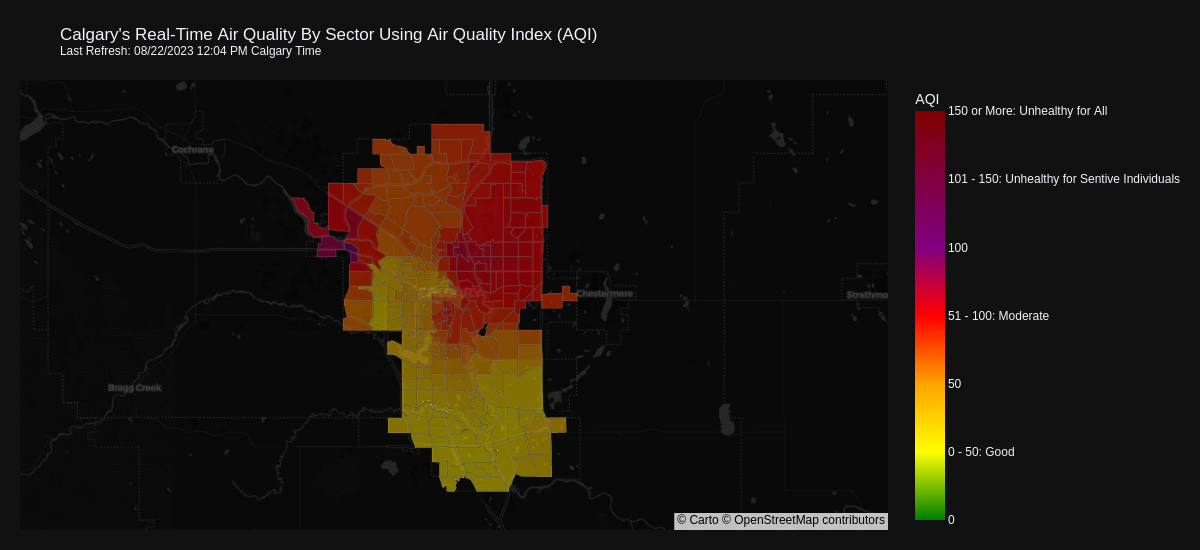 Calgary's Real-Time Air Quality By Sector Using Air Quality Index (AQI)
Last Refresh: 08/22/2023 12:04 PM Calgary Time
AQI
150 or More: Unhealthy for All
Cochrane
101 - 150: Unhealthy for Sentive Individuals
100
CALGARY
Chestermere
Strathmo
51 - 100: Moderate
50
Bragg Creek
0 - 50: Good
0
© Carto © OpenStreetMap contributors